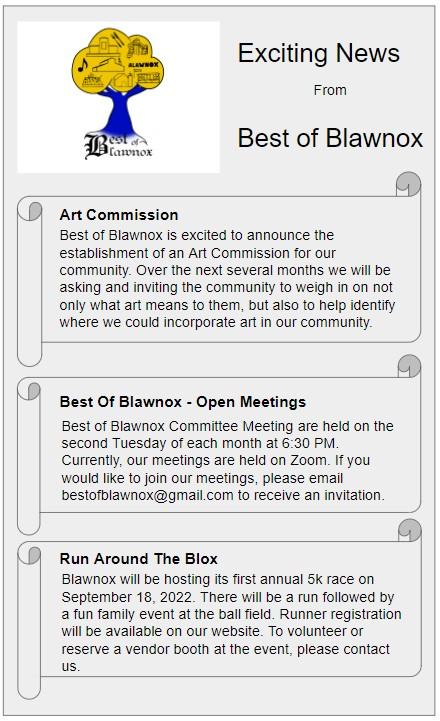 Exciting News
From
Best of Blawnox
BLAWNOX
Best of
Blawnox
Art Commission
Best of Blawnox is excited to announce the
establishment of an Art Commission for our
community. Over the next several months we will be
asking and inviting the community to weigh in on not
only what art means to them, but also to help identify
where we could incorporate art in our community.
Best Of Blawnox - Open Meetings
Best of Blawnox Committee Meeting are held on the
second Tuesday of each month at 6:30 PM.
Currently, our meetings are held on Zoom. If you
would like to join our meetings, please email
bestofblawnox@gmail.com to receive an invitation.
Run Around The Blox
Blawnox will be hosting its first annual 5k race on
September 18, 2022. There will be a run followed by
a fun family event at the ball field. Runner registration
will be available on our website. To volunteer or
reserve a vendor booth at the event, please contact
us.